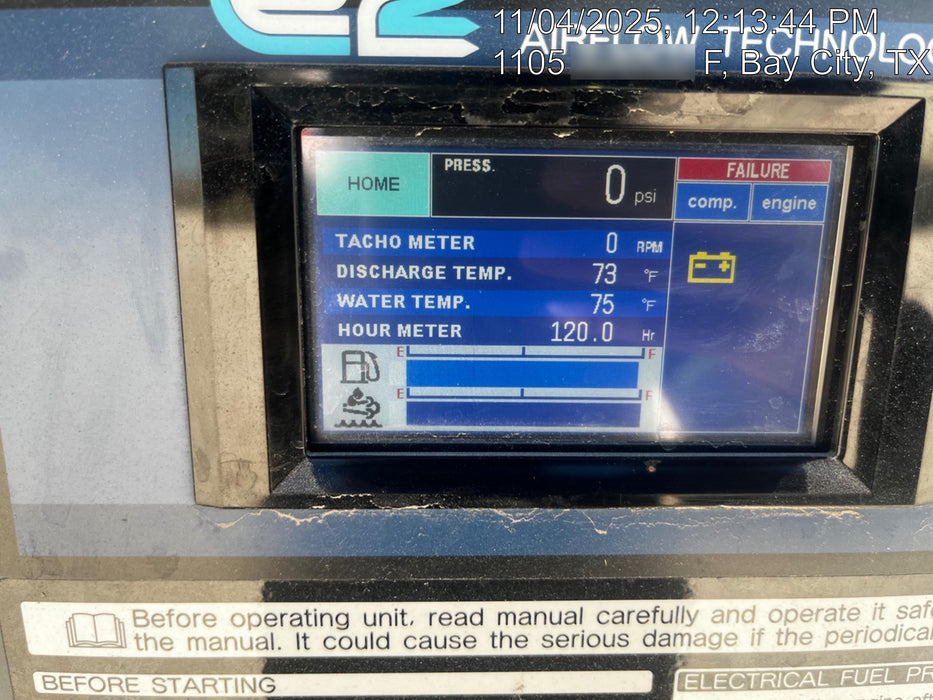 11/04/2025, 12:13:44 PM
AIRFLOW TECHNOLO
1105 F, Bay City, TX
HOME
PRESS.
0 psi
FAILURE
comp. engine
TACHO METER 0 RPM
DISCHARGE TEMP. 73 °F
WATER TEMP. 75 °F
HOUR METER 120.0 Hr
E F
E F
Before operating unit, read manual carefully and operate it saf
the manual. It could cause the serious damage if the periodica
BEFORE STARTING
ELECTRICAL FUEL PR